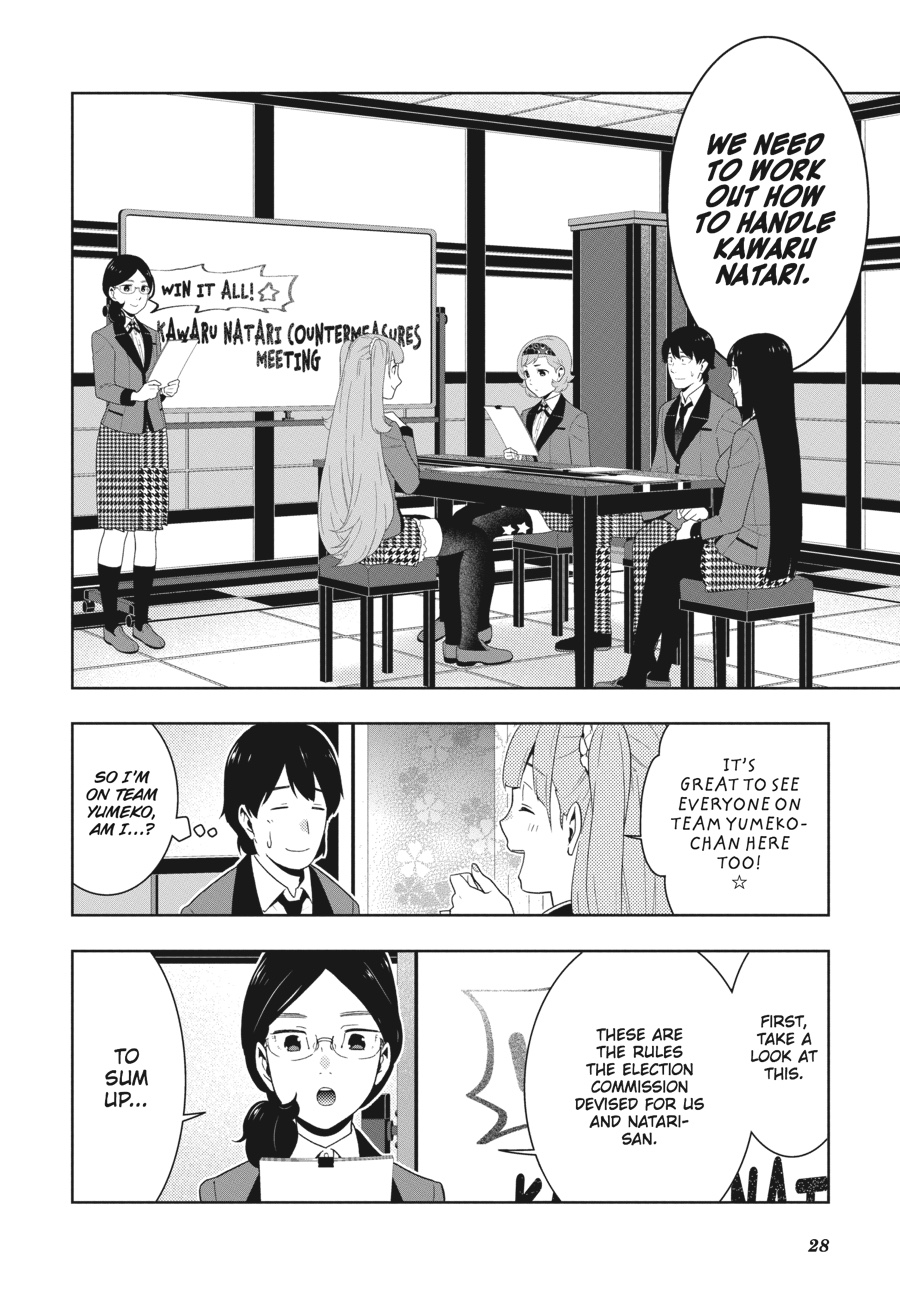 WE NEED
TO WORK
OUT HOW
TO HANDLE
KAWARU
NATARI.
WIN IT ALL!☆
KAWARU NATARI COUNTERMEASURES
MEETING
IT'S
GREAT TO SEE
EVERYONE ON
TEAM YUMEKO-
CHAN HERE
TOO!
☆
SO I'M
ON TEAM
YUMEKO,
AM I...?
FIRST,
TAKE A
LOOK AT
THIS.
THESE ARE
THE RULES
THE ELECTION
COMMISSION
DEVISED FOR US
AND NATARI-
SAN.
TO
SUM
UP...
K
NAT
28